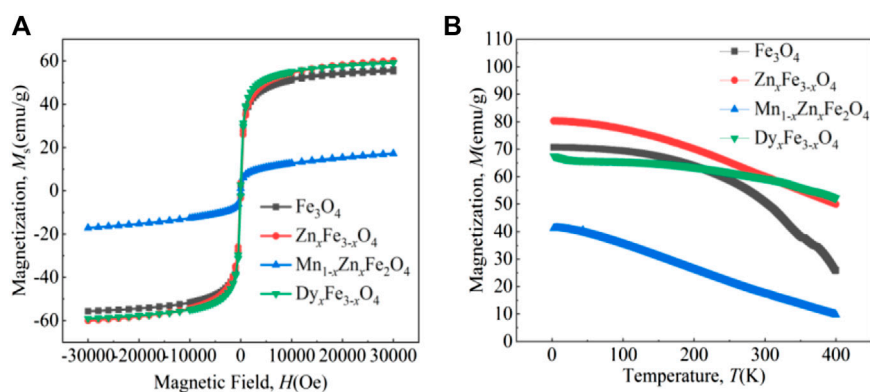 A
Magnetization, Mₛ(emu/g)
60
40
20
0
-20
-40
-60
Fe₃O₄
ZnₓFe₃₋ₓO₄
Mn₁₋ₓZnₓFe₂O₄
DyₓFe₃₋ₓO₄
-30000 -20000 -10000 0 10000 20000 30000
Magnetic Field, H(Oe)
B
Magnetization, M(emu/g)
110
100
90
80
70
60
50
40
30
20
10
0
Fe₃O₄
ZnₓFe₃₋ₓO₄
Mn₁₋ₓZnₓFe₂O₄
DyₓFe₃₋ₓO₄
0 100 200 300 400
Temperature, T(K)